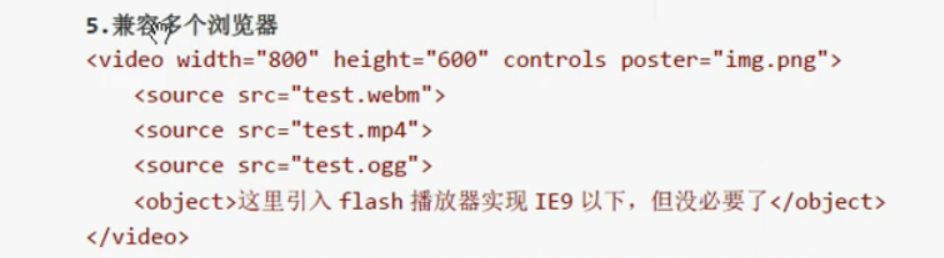 5.兼容多个浏览器
<video width="800" height="600" controls poster="img.png">
<source src="test.webm">
<source src="test.mp4">
<source src="test.ogg">
<object>这里引入 flash 播放器实现 IE9 以下，但没必要了</object>
</video>